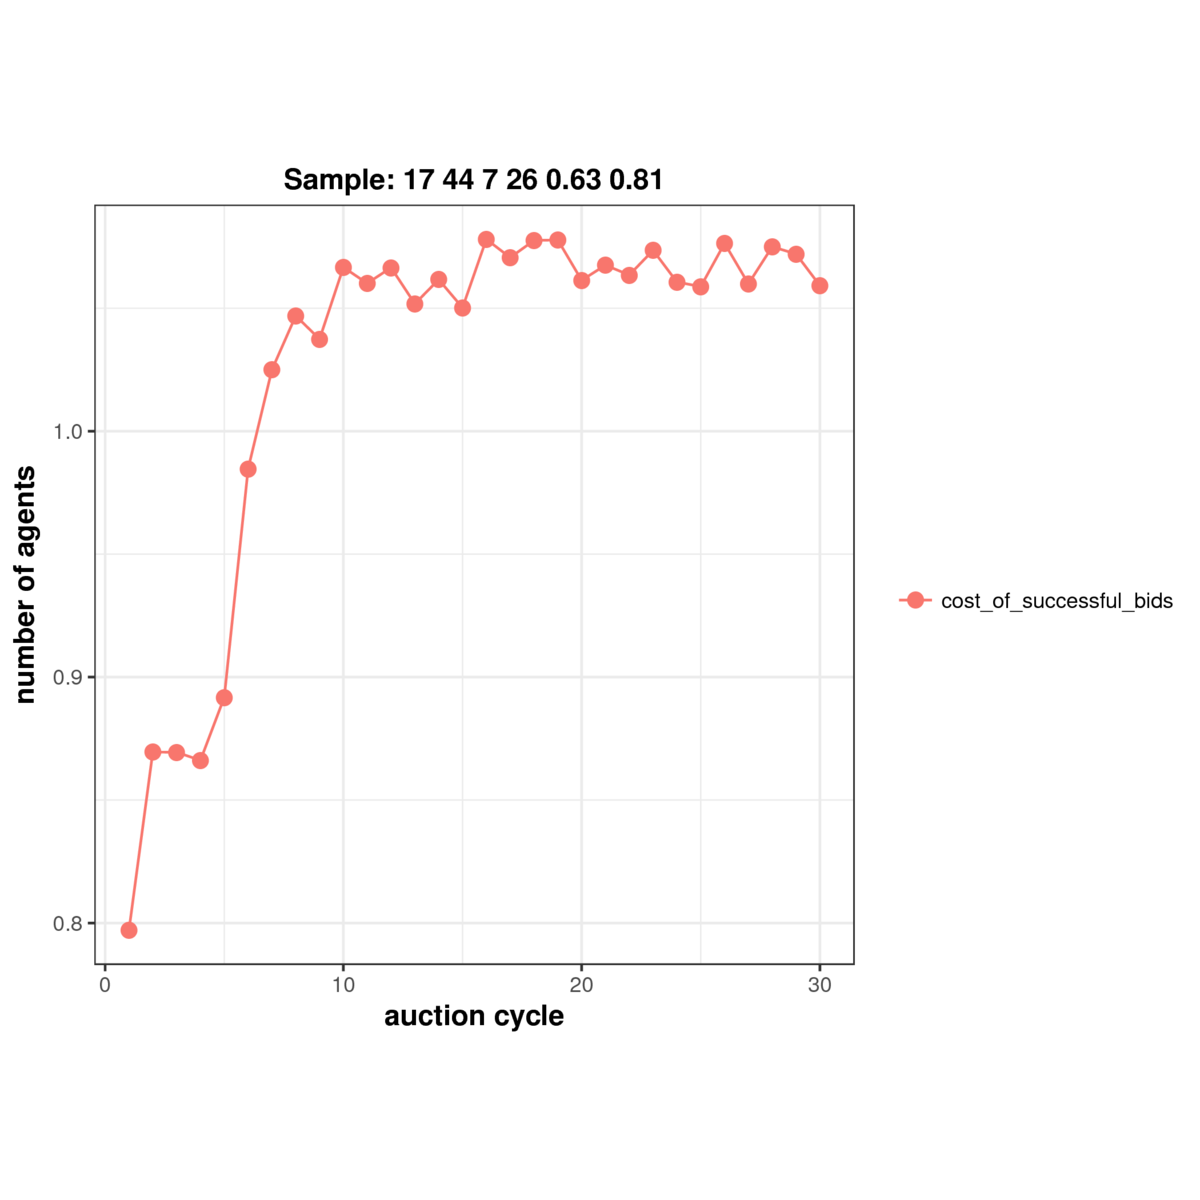 Sample: 17 44 7 26 0.63 0.81
number of agents
1.0
0.9
0.8
0 10 20 30
auction cycle
cost_of_successful_bids